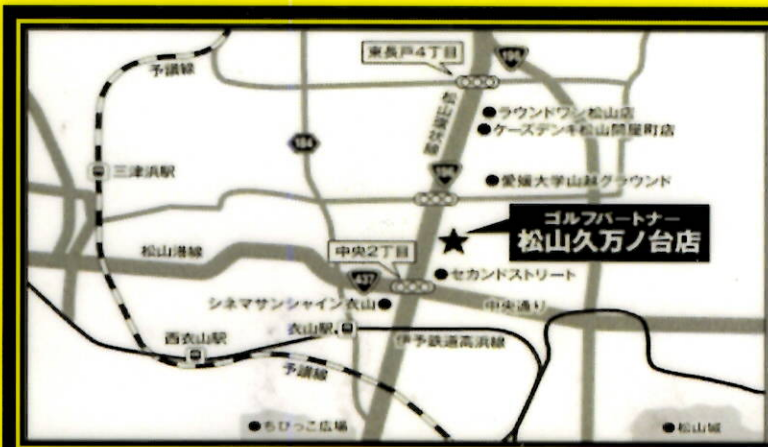 東長戸4丁目
196
予讃線
ラウンドワン松山店
ケーズデンキ松山問屋町店
184
三津浜駅
196
愛媛大学山越グラウンド
ゴルフパートナー
松山久万ノ台店
松山港線
中央2丁目
437
セカンドストリート
シネマサンシャイン衣山
中央通り
西衣山駅
衣山駅
伊予鉄道高浜線
予讃線
ちびっこ広場
松山城